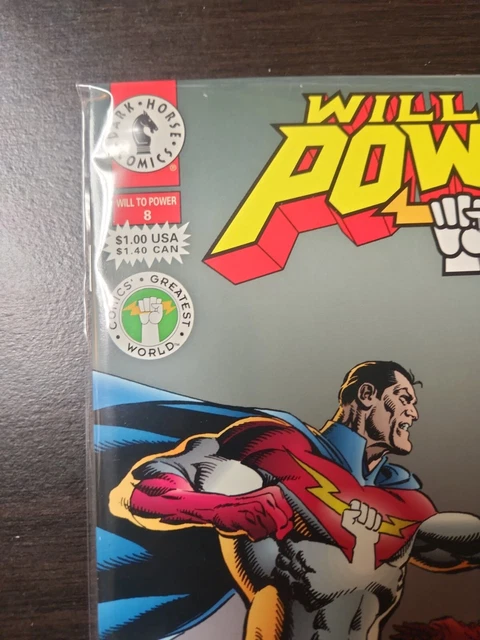 DARK • HORSE
COMICS
®
WILL TO POWER
8
$1.00 USA
$1.40 CAN
COMICS' • GREATEST
WORLD
WILL
POW